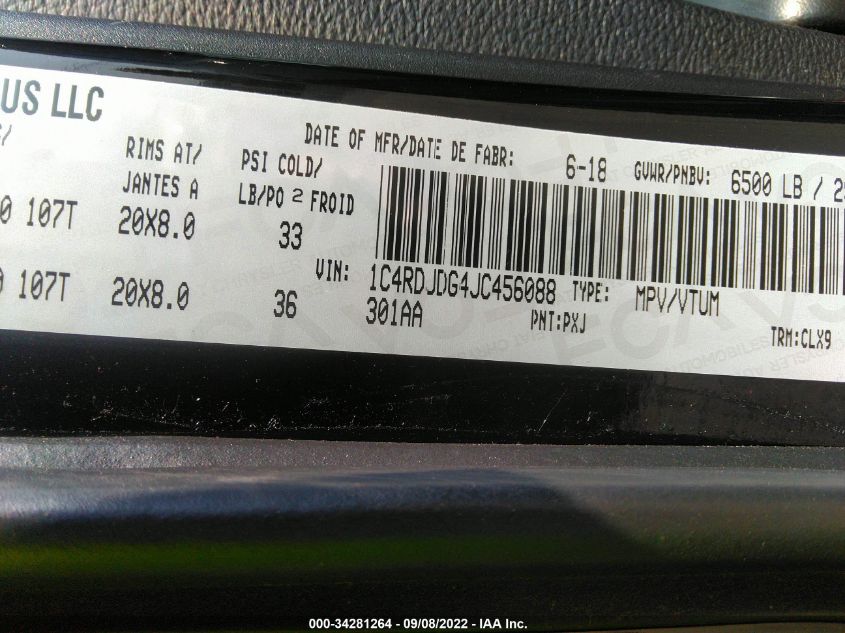 US LLC
DATE OF MFR/DATE DE FABR: 6-18 GVWR/PNBV: 6500 LB /
RIMS AT/
JANTES A
PSI COLD/
LB/PO 2 FROID
107T 20X8.0 33
107T 20X8.0 36
VIN: 1C4RDJDG4JC456088 TYPE: MPV/VTUM
301AA PNT:PXJ TRM:CLX9
000-34281264 - 09/08/2022 - IAA Inc.